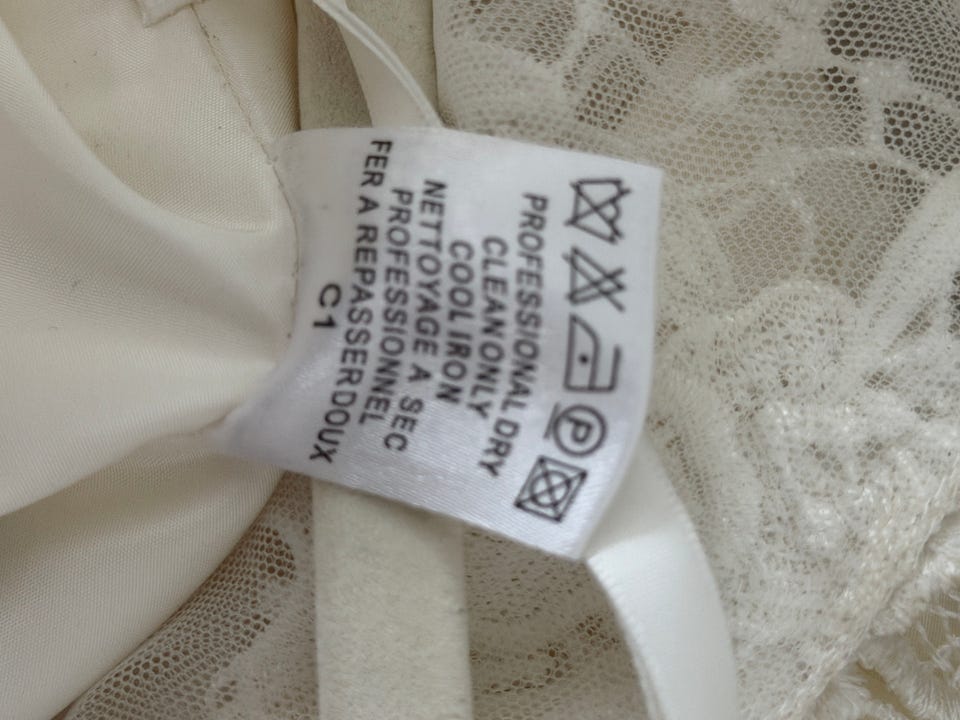 P
PROFESSIONAL DRY
CLEAN ONLY
COOL IRON
NETTOYAGE A SEC
PROFESSIONNEL
FER A REPASSER DOUX
C1